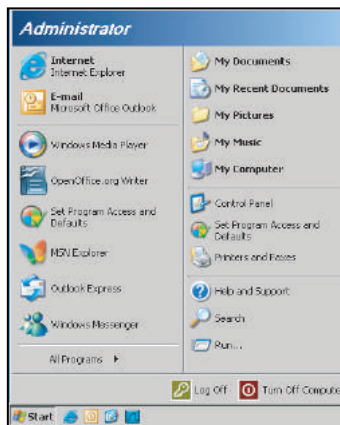 Administrator
Internet
Internet Explorer
E-mail
Microsoft Office Outlook
Windows Media Player
OpenOffice.org Writer
Set Program Access and
Defaults
MSN Explorer
Outlook Express
Windows Messenger
All Programs
My Documents
My Recent Documents
My Pictures
My Music
My Computer
Control Panel
Set Program Access and
Defaults
Printers and Faxes
Help and Support
Search
Run...
Log Off
Turn Off Compute
Start